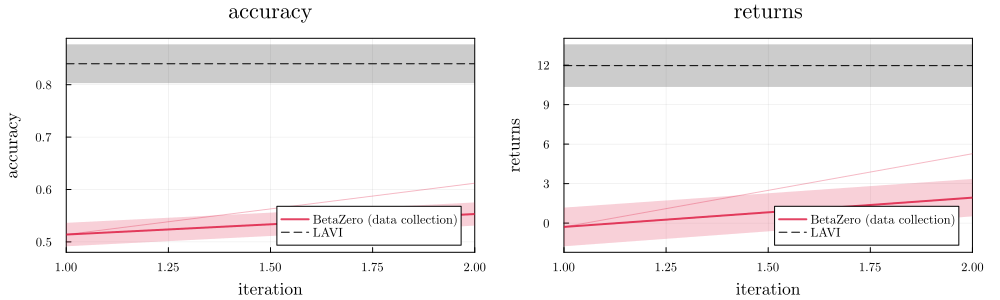 accuracy
accuracy
0.8
0.7
0.6
0.5
BetaZero (data collection)
LAVI
1.00 1.25 1.50 1.75 2.00
iteration
returns
returns
12
9
6
3
0
BetaZero (data collection)
LAVI
1.00 1.25 1.50 1.75 2.00
iteration